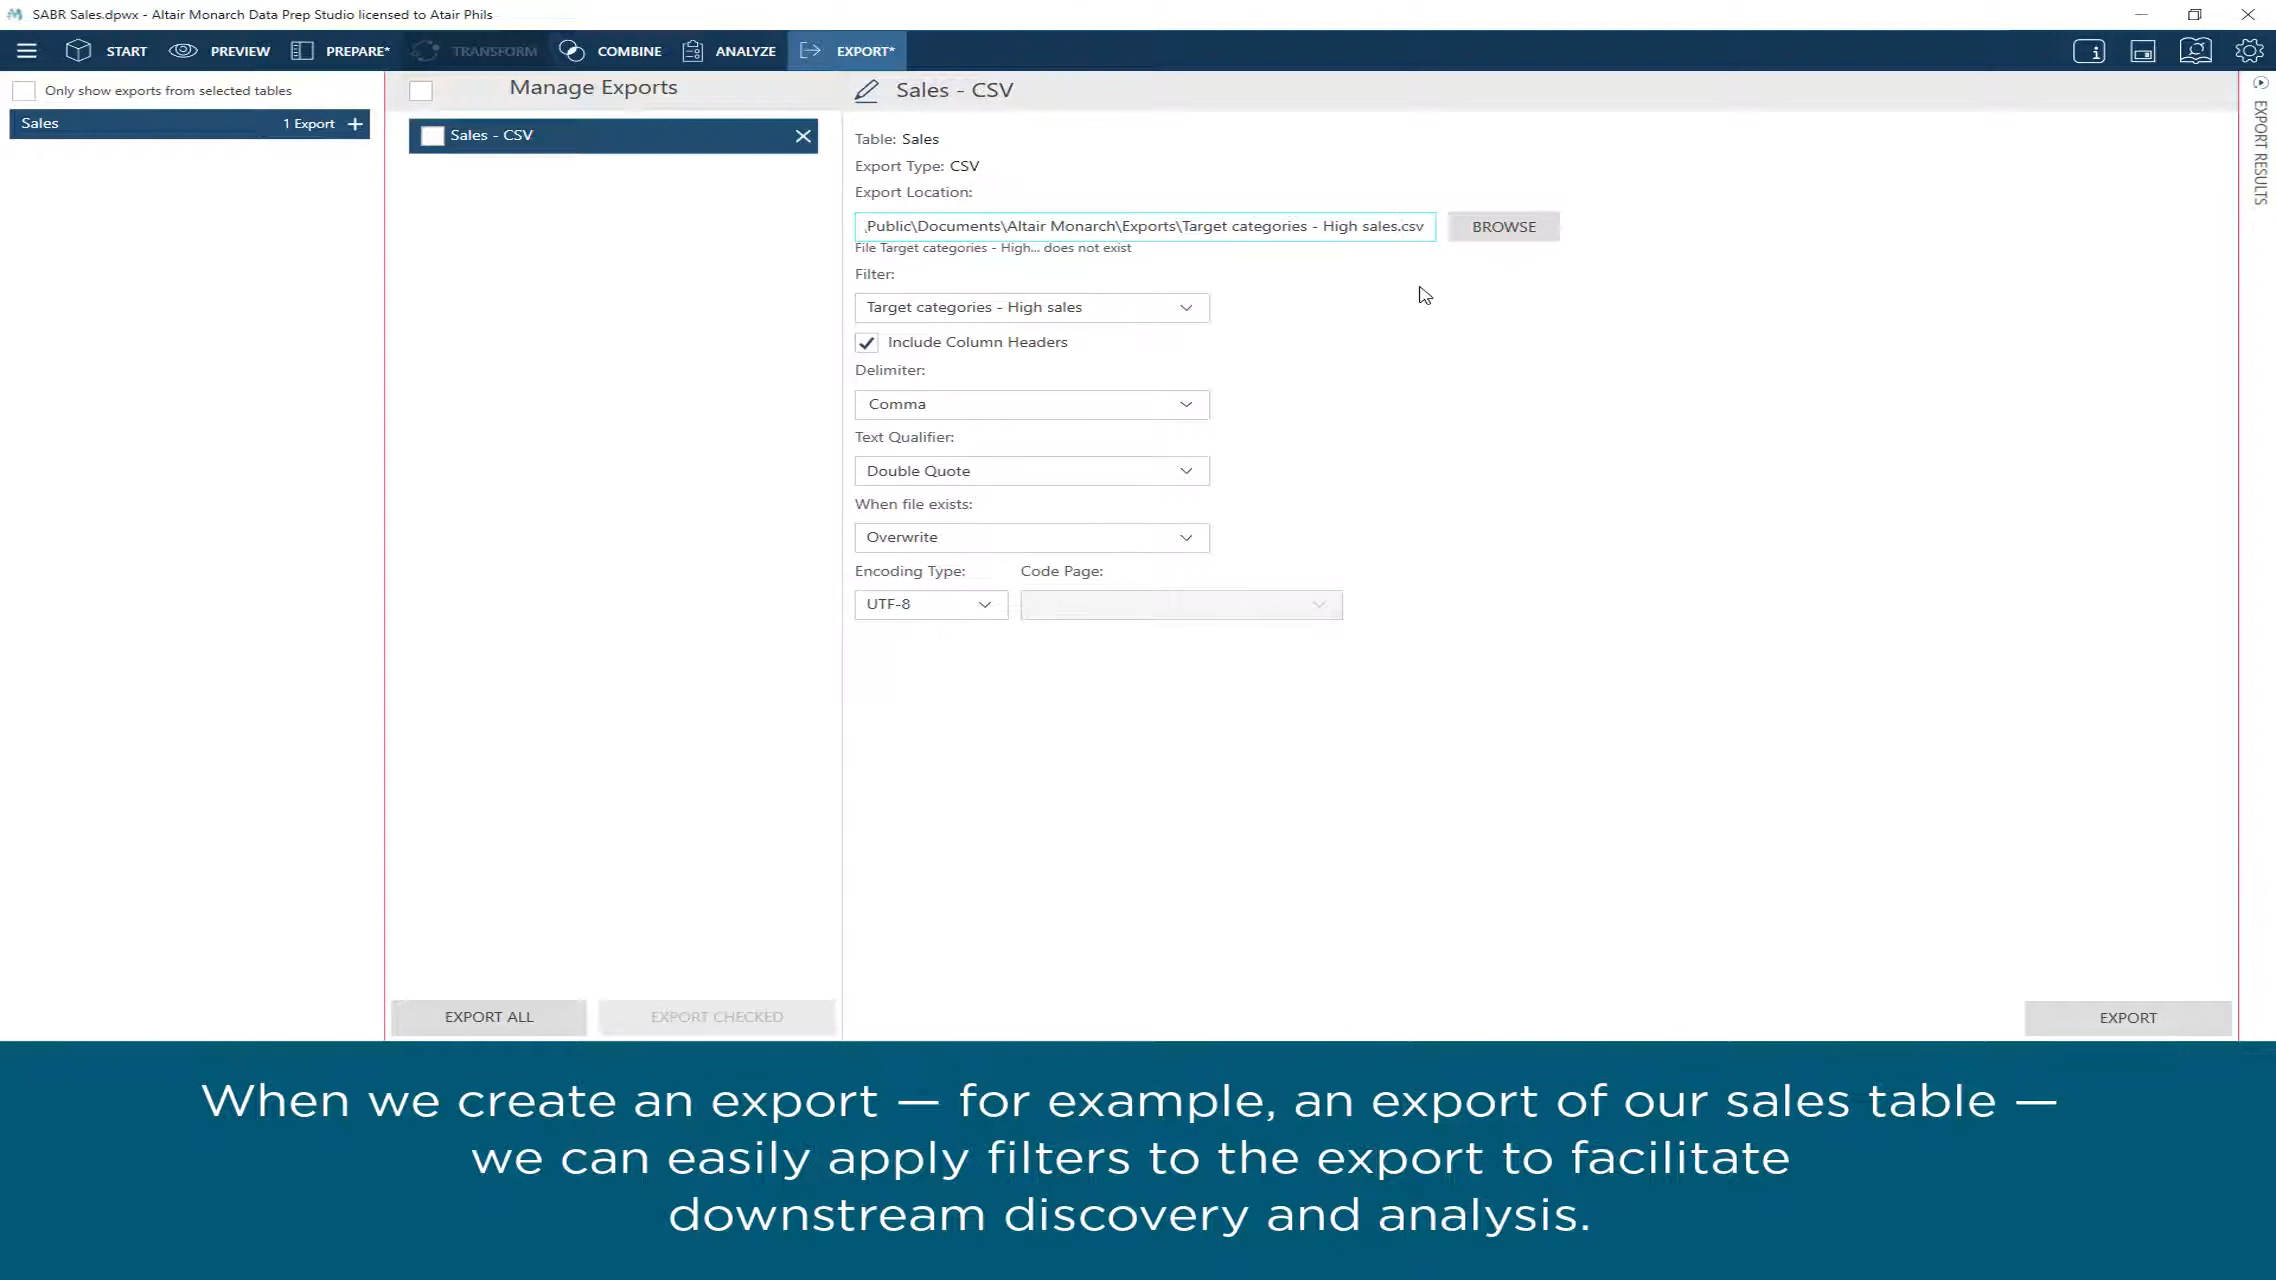 SABR Sales.dpwx - Altair Monarch Data Prep Studio licensed to Atair Phils
START PREVIEW PREPARE* TRANSFORM COMBINE ANALYZE EXPORT*
Only show exports from selected tables
Sales 1 Export
Manage Exports
Sales - CSV
Sales - CSV
Table: Sales
Export Type: CSV
Export Location:
\Public\Documents\Altair Monarch\Exports\Target categories - High sales.csv BROWSE
File Target categories - High... does not exist
Filter:
Target categories - High sales
Include Column Headers
Delimiter:
Comma
Text Qualifier:
Double Quote
When file exists:
Overwrite
Encoding Type: Code Page:
UTF-8
EXPORT ALL EXPORT CHECKED EXPORT
EXPORT RESULTS
When we create an export — for example, an export of our sales table —
we can easily apply filters to the export to facilitate
downstream discovery and analysis.